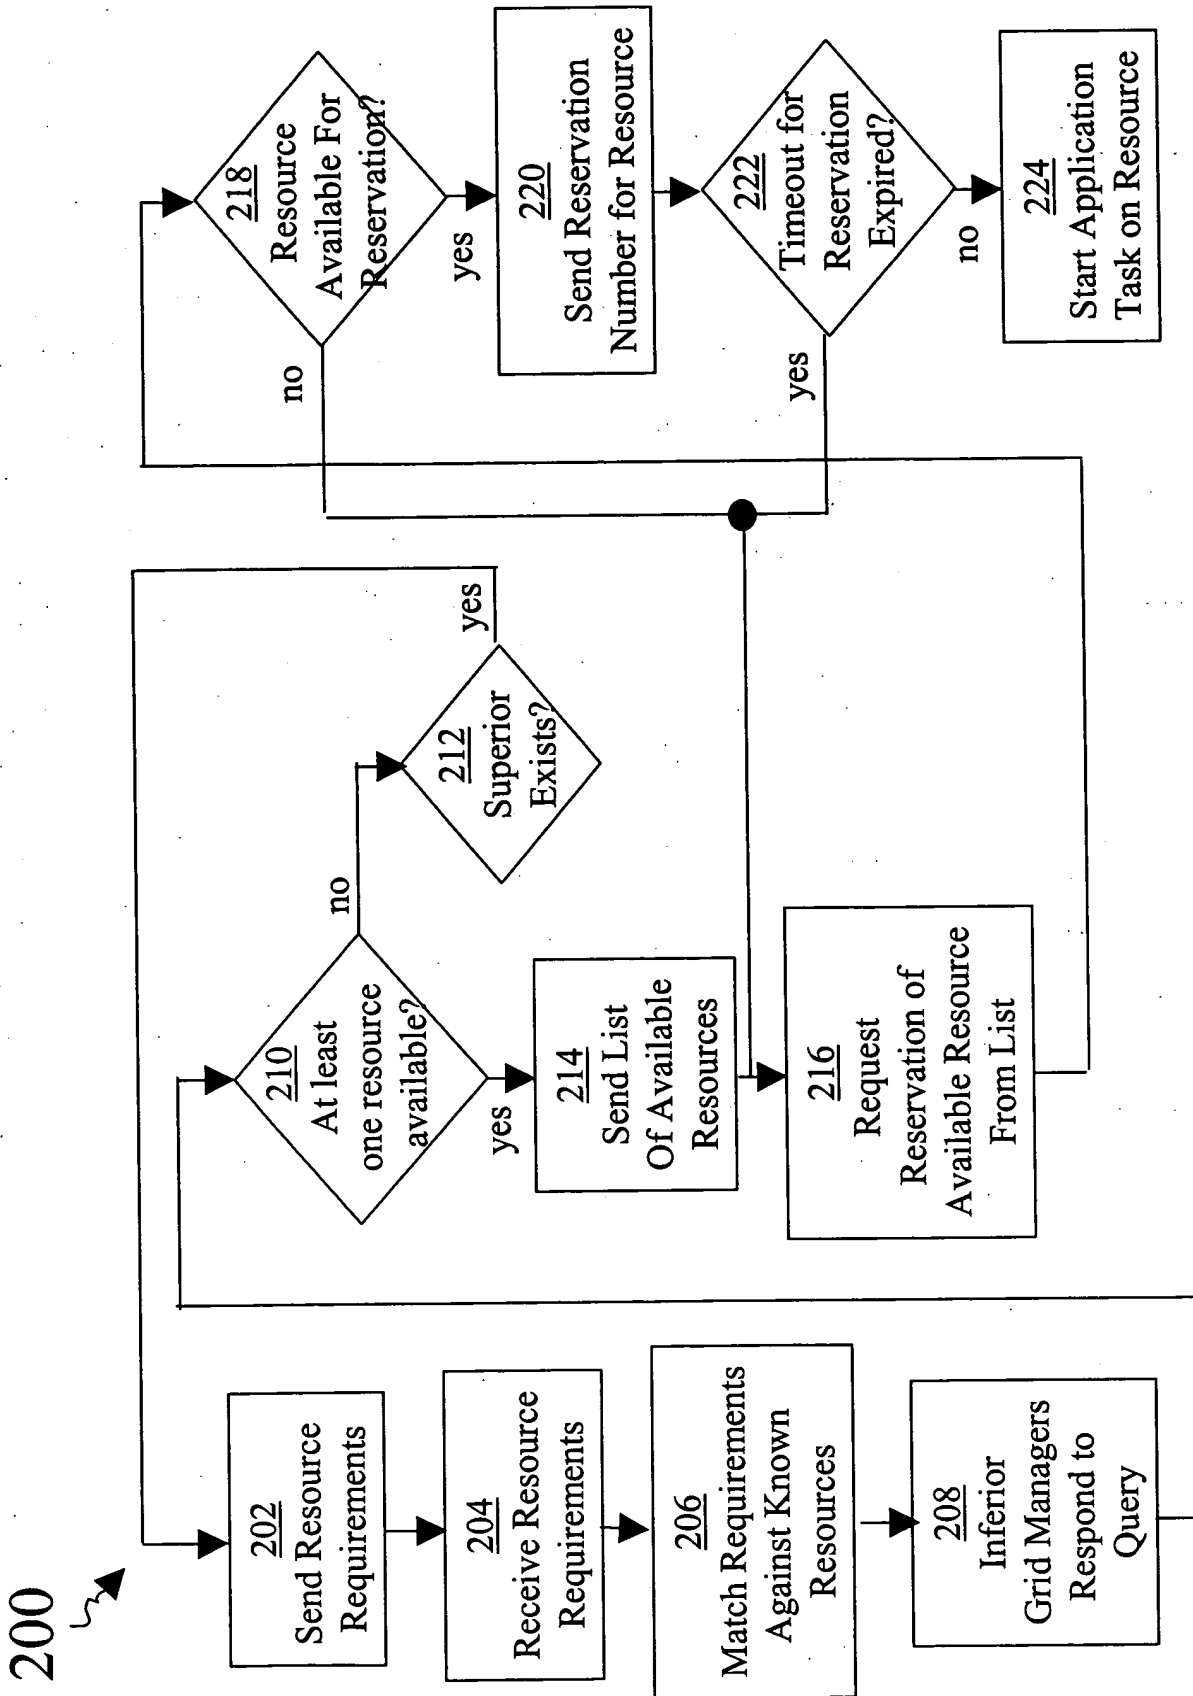 200
202
Send Resource
Requirements
204
Receive Resource
Requirements
206
Match Requirements
Against Known
Resources
208
Inferior
Grid Managers
Respond to
Query
210
At least
one resource
available?
no
yes
212
Superior
Exists?
yes
214
Send List
Of Available
Resources
216
Request
Reservation of
Available Resource
From List
218
Resource
Available For
Reservation?
no
yes
220
Send Reservation
Number for Resource
222
Timeout for
Reservation
Expired?
yes
no
224
Start Application
Task on Resource